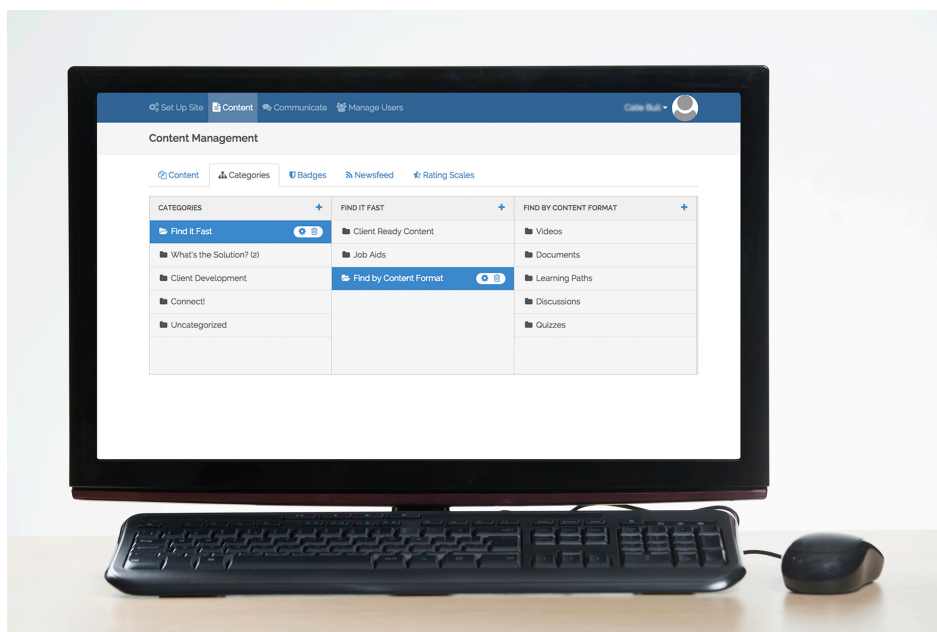 Set Up Site Content Communicate Manage Users
Content Management
Content Categories Badges Newsfeed Rating Scales
CATEGORIES FIND IT FAST FIND BY CONTENT FORMAT
Find it Fast Client Ready Content Videos
What's the Solution? (2) Job Aids Documents
Client Development Find by Content Format Learning Paths
Connect! Discussions
Uncategorized Quizzes